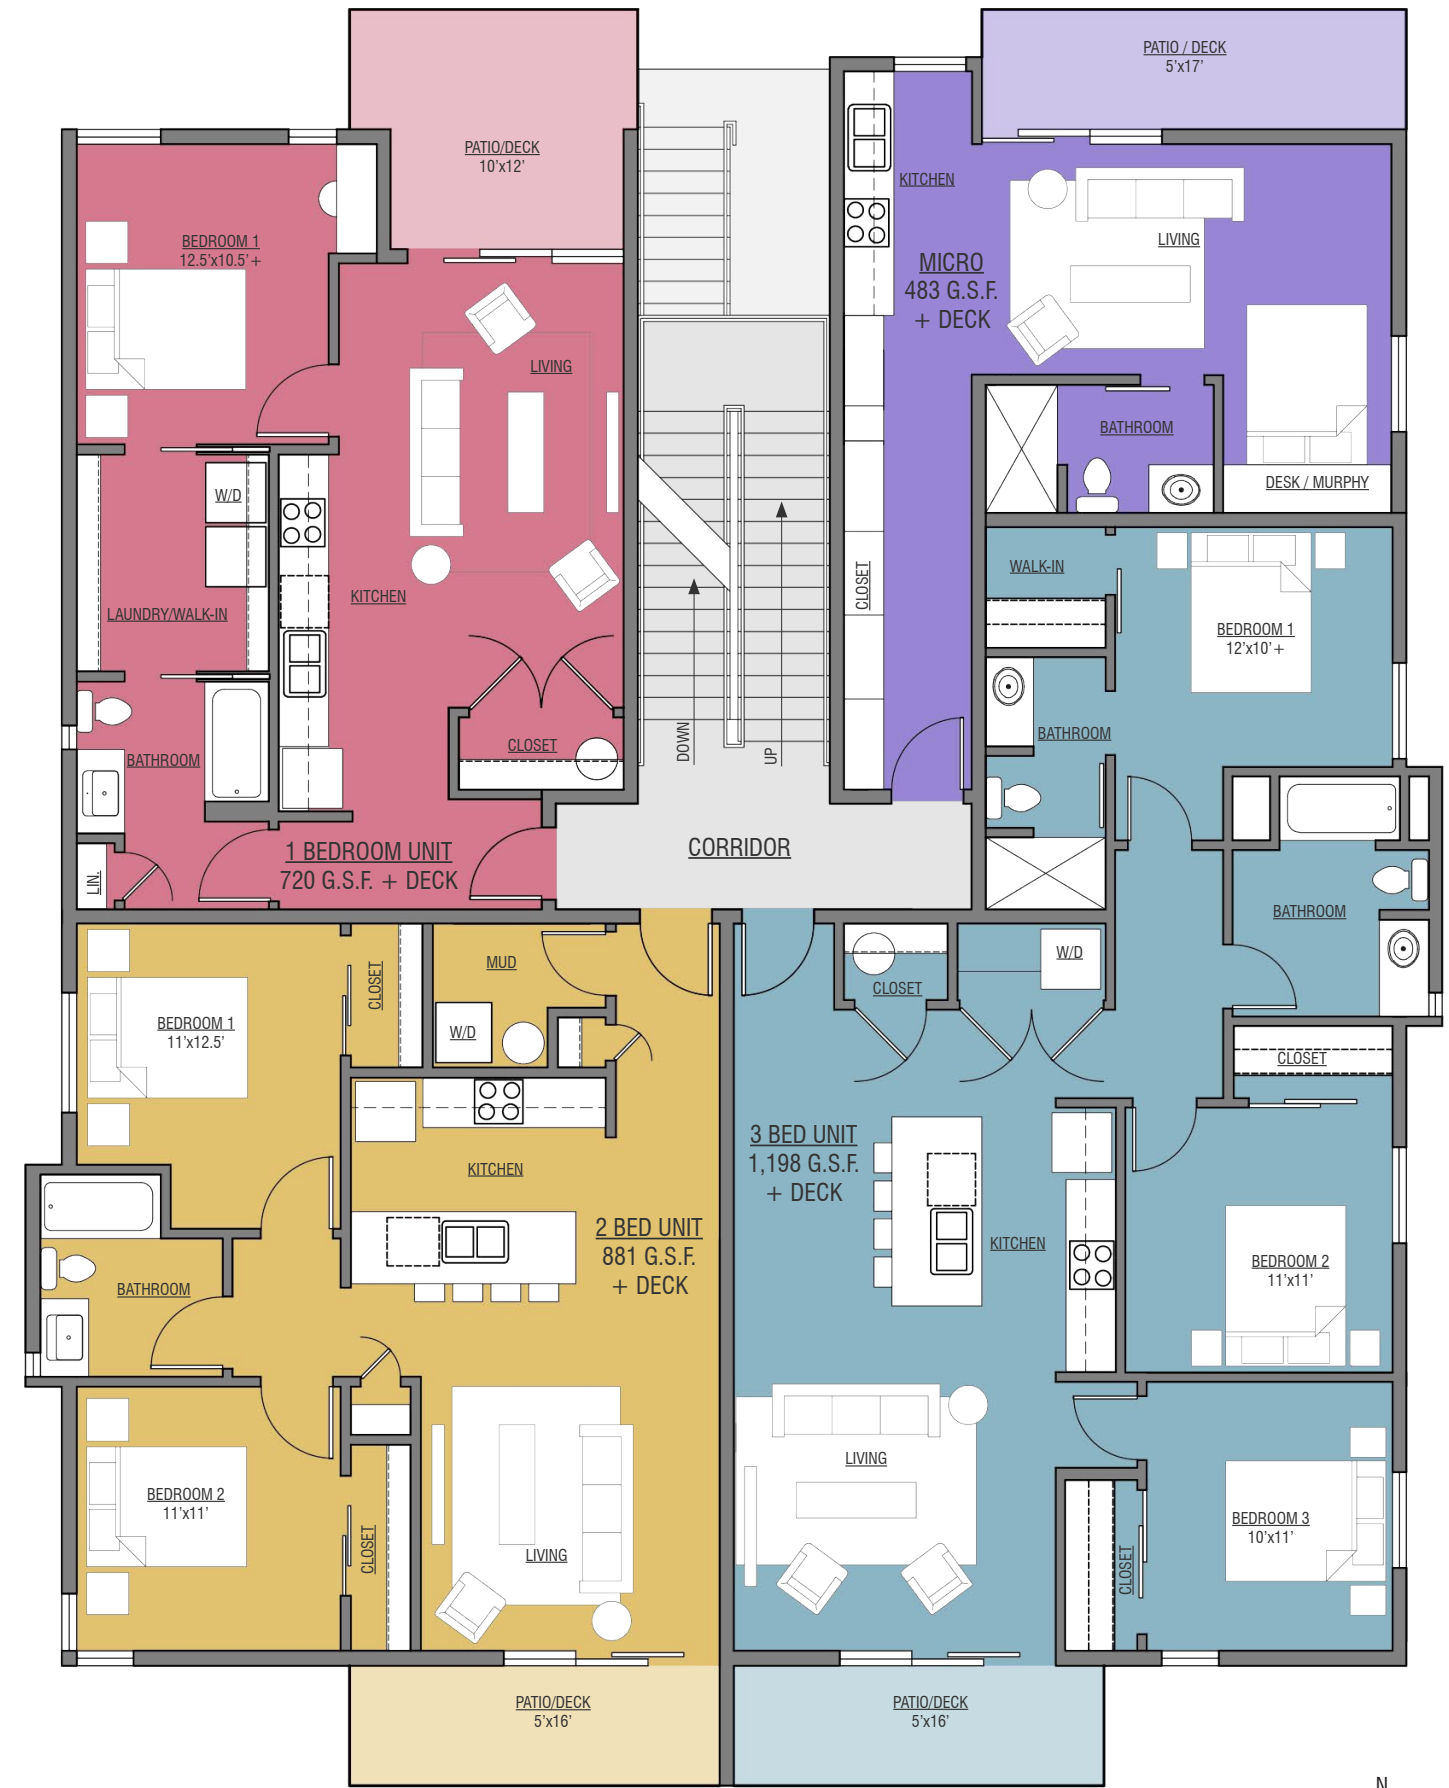 PATIO/DECK
10'x12'
BEDROOM 1
12.5'x10.5'+
LIVING
W/D
KITCHEN
LAUNDRY/WALK-IN
CLOSET
BATHROOM
LIN.
1 BEDROOM UNIT
720 G.S.F. + DECK
DOWN
UP
CORRIDOR
PATIO / DECK
5'x17'
KITCHEN
LIVING
MICRO
483 G.S.F.
+ DECK
BATHROOM
DESK / MURPHY
CLOSET
WALK-IN
BEDROOM 1
12'x10'+
BATHROOM
BATHROOM
W/D
CLOSET
CLOSET
3 BED UNIT
1,198 G.S.F.
+ DECK
KITCHEN
BEDROOM 2
11'x11'
LIVING
BEDROOM 3
10'x11'
CLOSET
PATIO/DECK
5'x16'
MUD
CLOSET
W/D
BEDROOM 1
11'x12.5'
KITCHEN
2 BED UNIT
881 G.S.F.
+ DECK
BATHROOM
BEDROOM 2
11'x11'
CLOSET
LIVING
PATIO/DECK
5'x16'
N